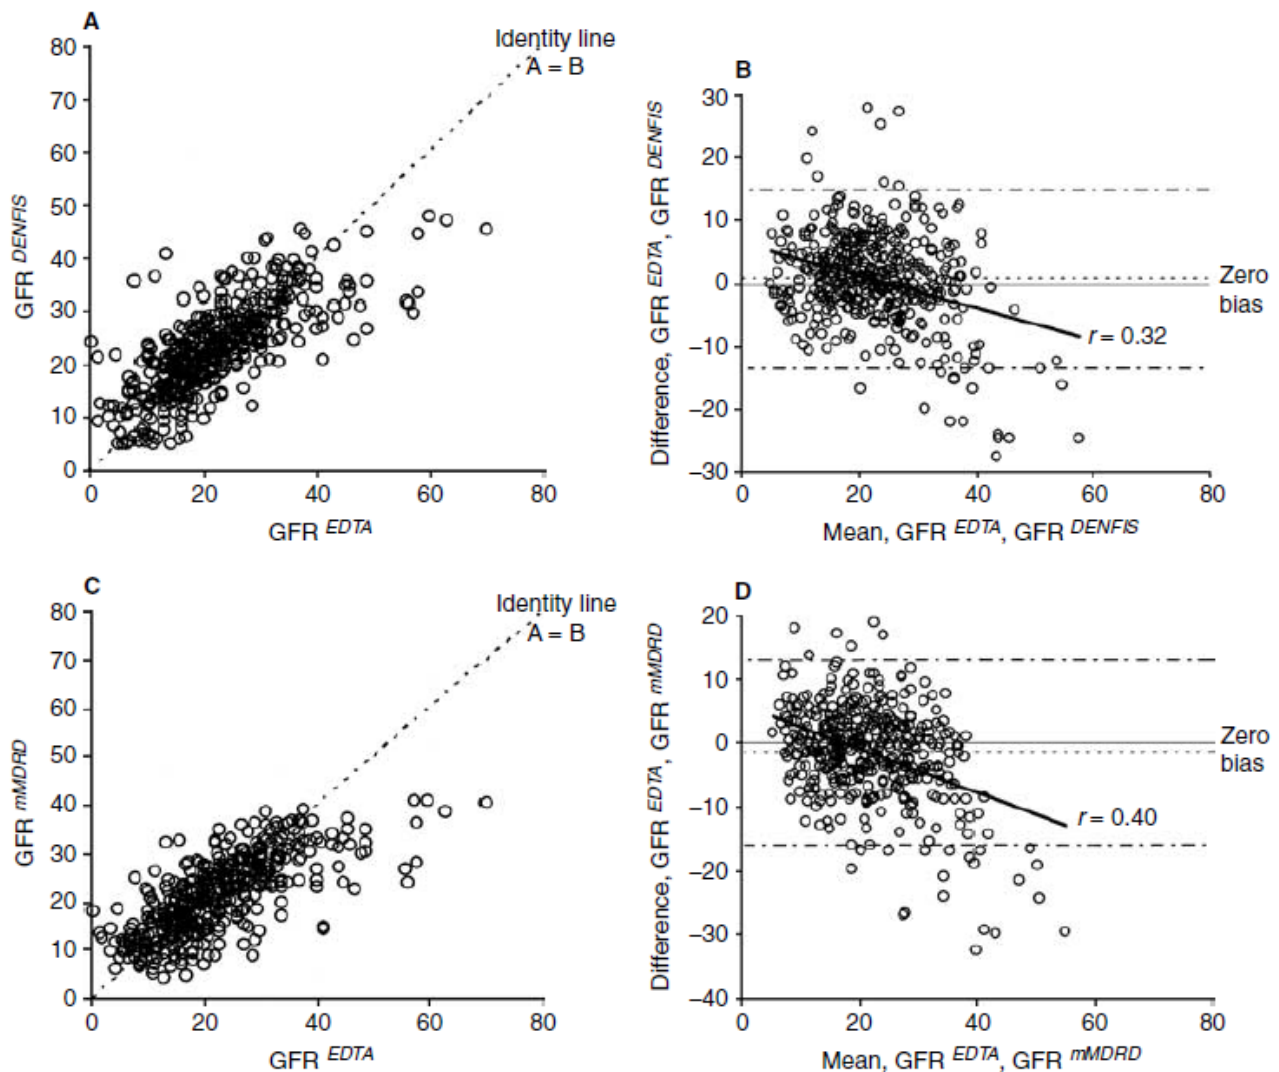 A
Identity line
A = B
80
70
60
50
40
30
20
10
0
GFR DENFIS
0 20 40 60 80
GFR EDTA
B
30
20
10
0
−10
−20
−30
Difference, GFR EDTA, GFR DENFIS
Zero
bias
r = 0.32
0 20 40 60 80
Mean, GFR EDTA, GFR DENFIS
C
Identity line
A = B
80
70
60
50
40
30
20
10
0
GFR mMDRD
0 20 40 60 80
GFR EDTA
D
20
10
0
−10
−20
−30
−40
Difference, GFR EDTA, GFR mMDRD
Zero
bias
r = 0.40
0 20 40 60 80
Mean, GFR EDTA, GFR mMDRD